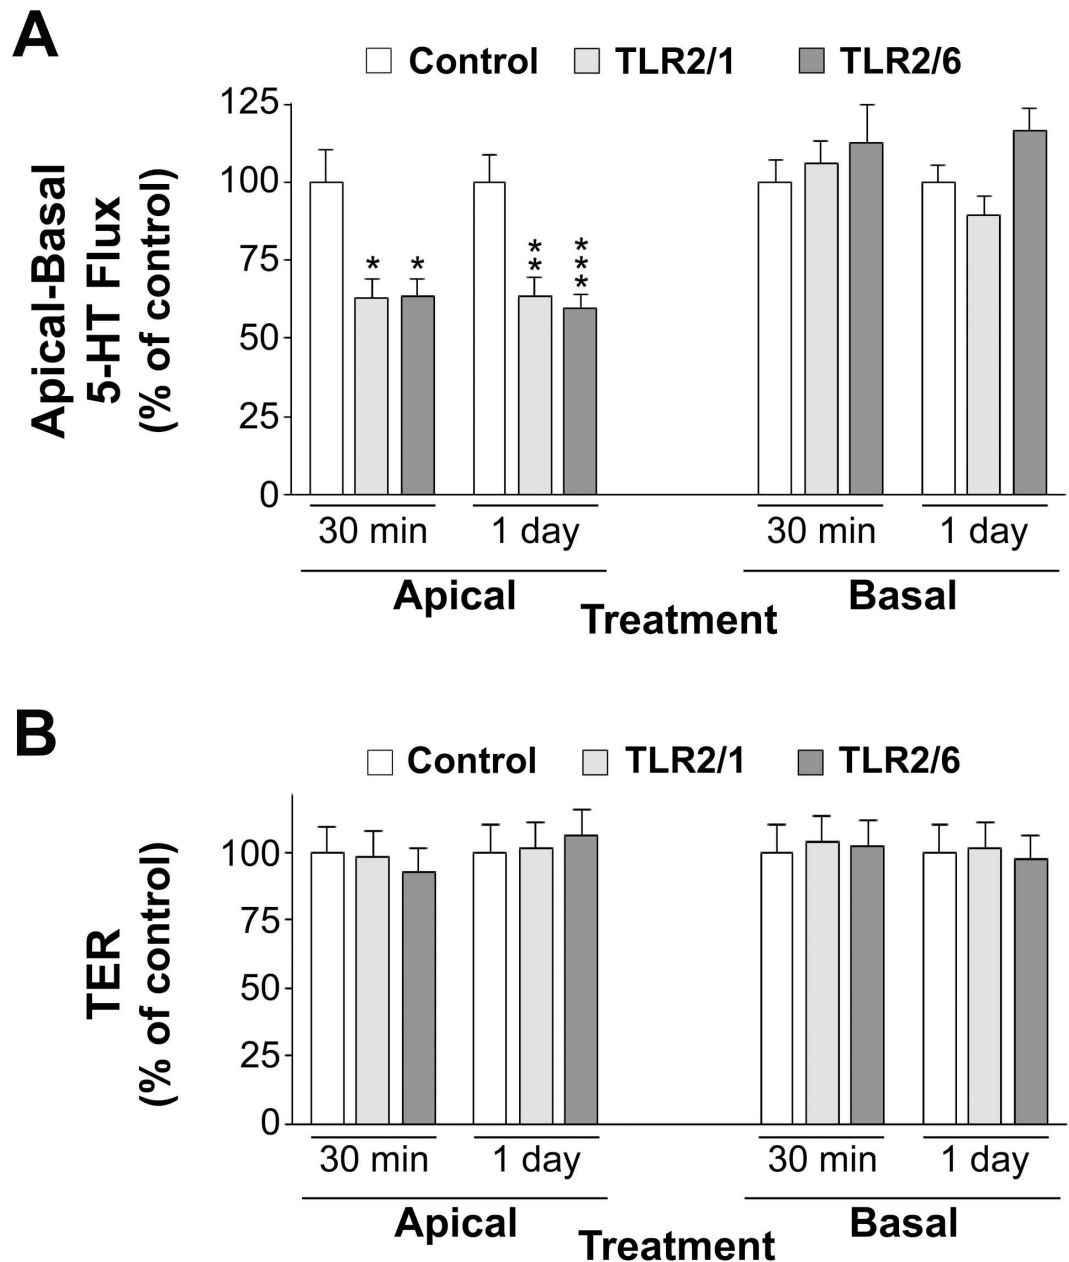 A
Control TLR2/1 TLR2/6
Apical-Basal
5-HT Flux
(% of control)
125
100
75
50
25
0
* * ** ***
30 min 1 day 30 min 1 day
Apical Basal
Treatment
B
Control TLR2/1 TLR2/6
TER
(% of control)
100
75
50
25
0
30 min 1 day 30 min 1 day
Apical Basal
Treatment